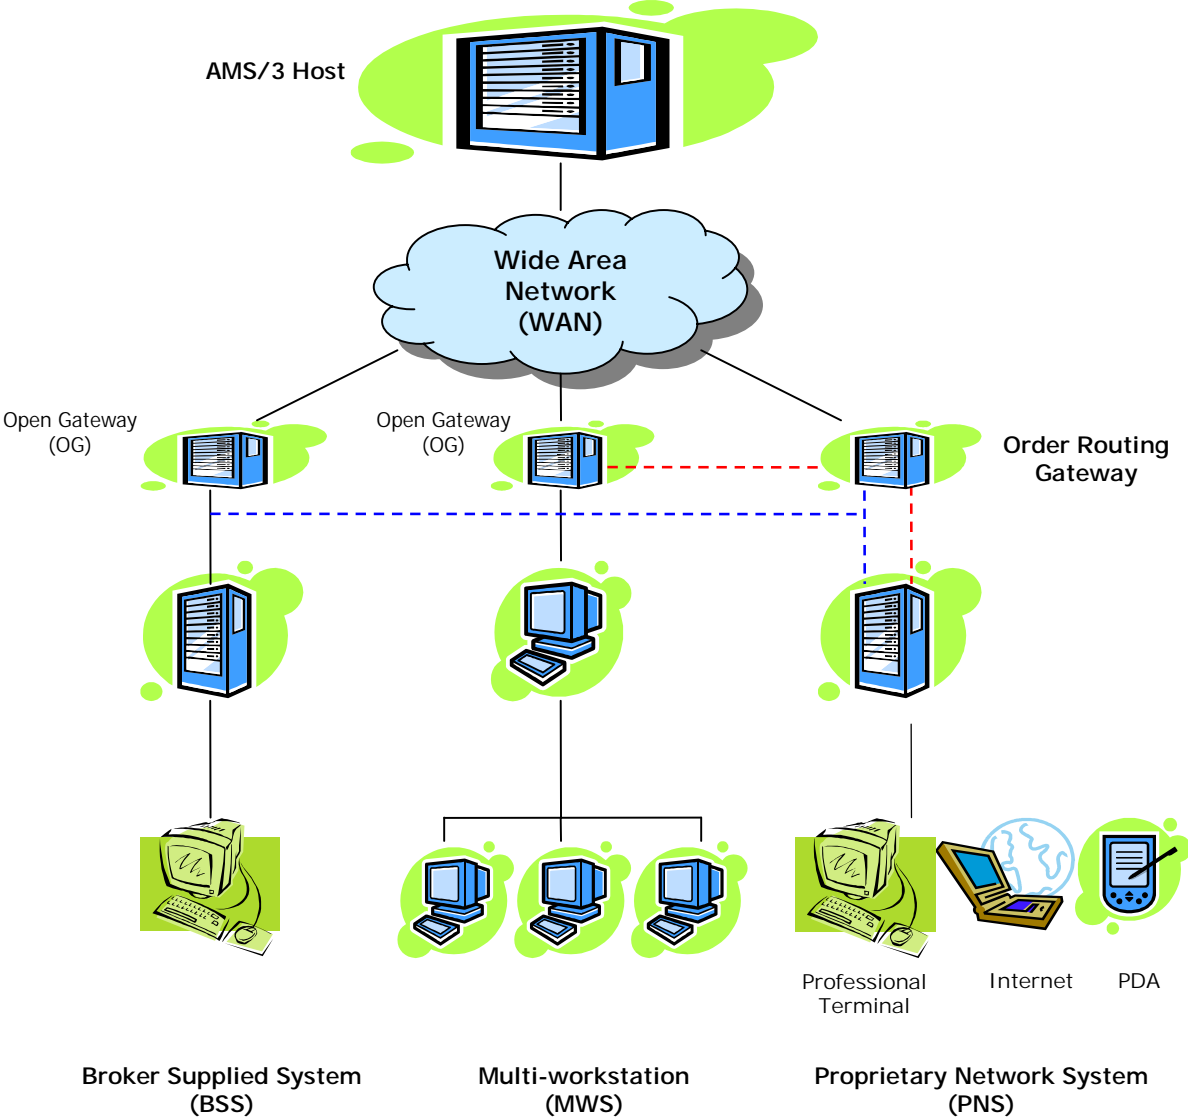 AMS/3 Host
Wide Area
Network
(WAN)
Open Gateway
(OG)
Open Gateway
(OG)
Order Routing
Gateway
Professional
Terminal
Internet
PDA
Broker Supplied System
(BSS)
Multi-workstation
(MWS)
Proprietary Network System
(PNS)